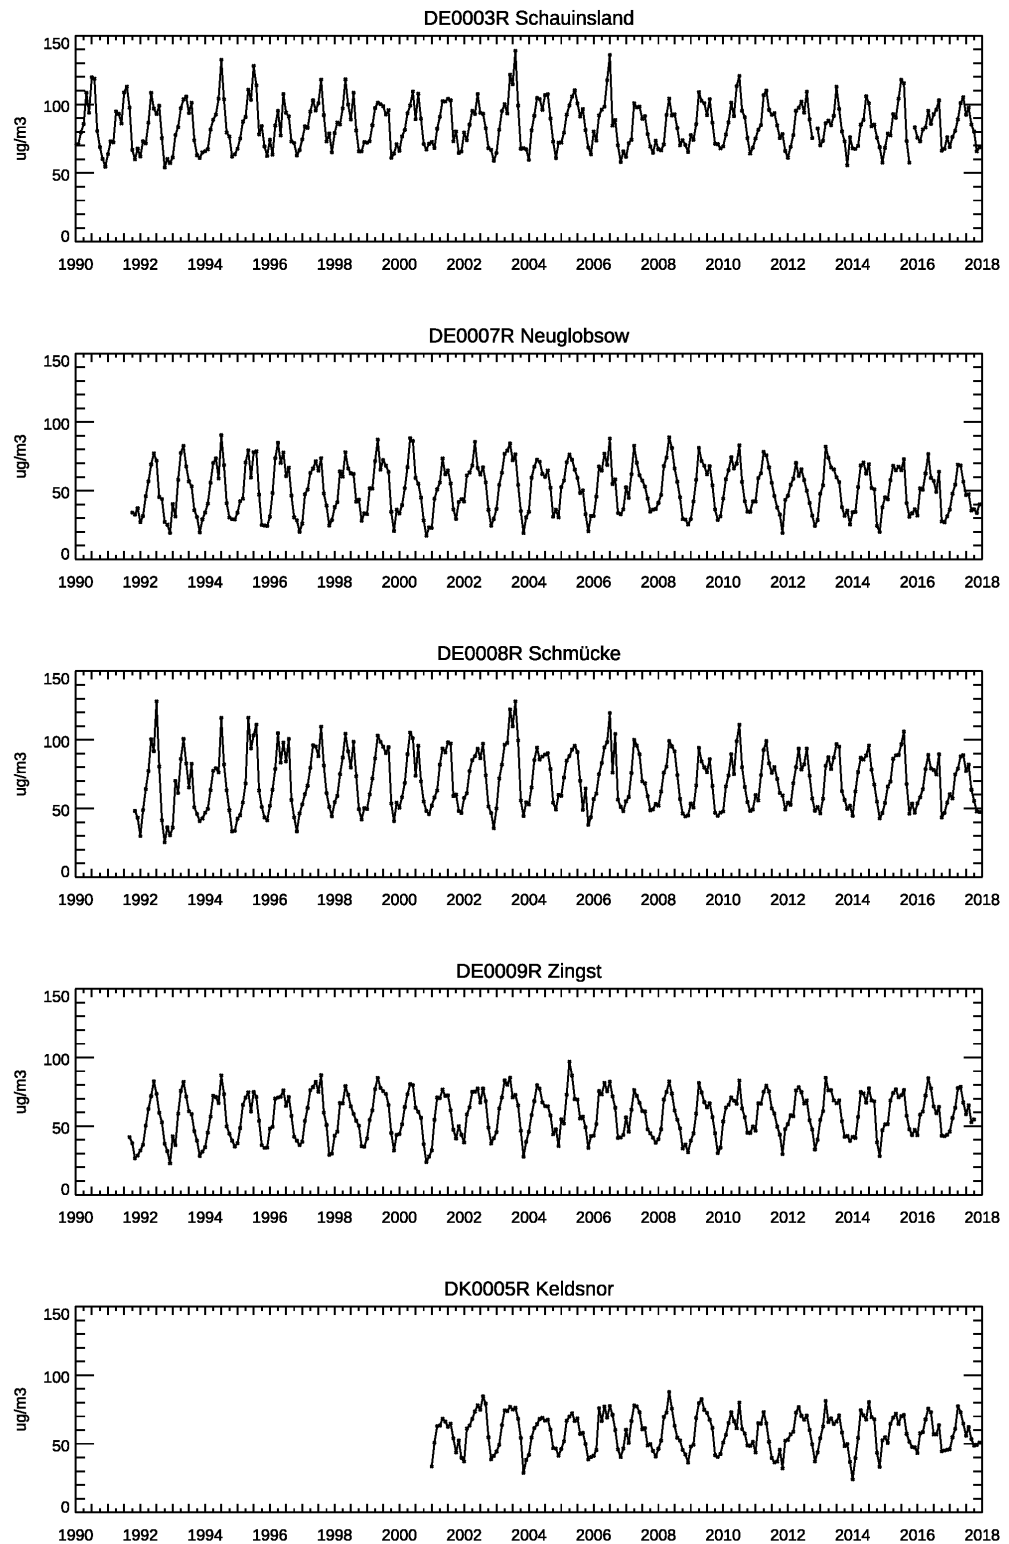 DE0003R Schauinsland
150
100
50
0
ug/m3
1990 1992 1994 1996 1998 2000 2002 2004 2006 2008 2010 2012 2014 2016 2018
DE0007R Neuglobsow
150
100
50
0
ug/m3
1990 1992 1994 1996 1998 2000 2002 2004 2006 2008 2010 2012 2014 2016 2018
DE0008R Schmücke
150
100
50
0
ug/m3
1990 1992 1994 1996 1998 2000 2002 2004 2006 2008 2010 2012 2014 2016 2018
DE0009R Zingst
150
100
50
0
ug/m3
1990 1992 1994 1996 1998 2000 2002 2004 2006 2008 2010 2012 2014 2016 2018
DK0005R Keldsnor
150
100
50
0
ug/m3
1990 1992 1994 1996 1998 2000 2002 2004 2006 2008 2010 2012 2014 2016 2018